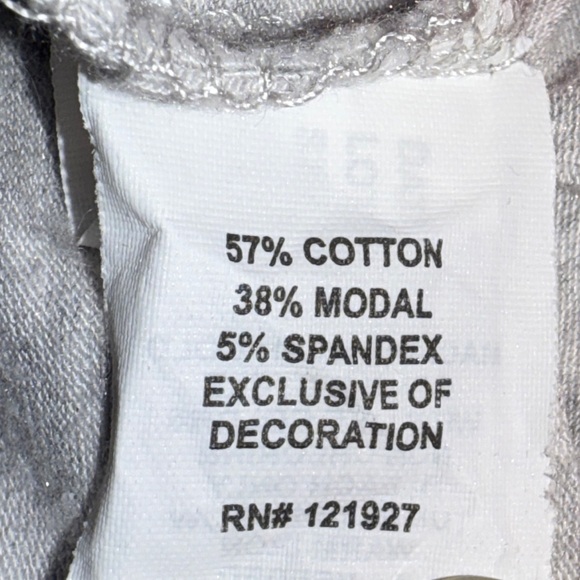 57% COTTON
38% MODAL
5% SPANDEX
EXCLUSIVE OF
DECORATION
RN# 121927